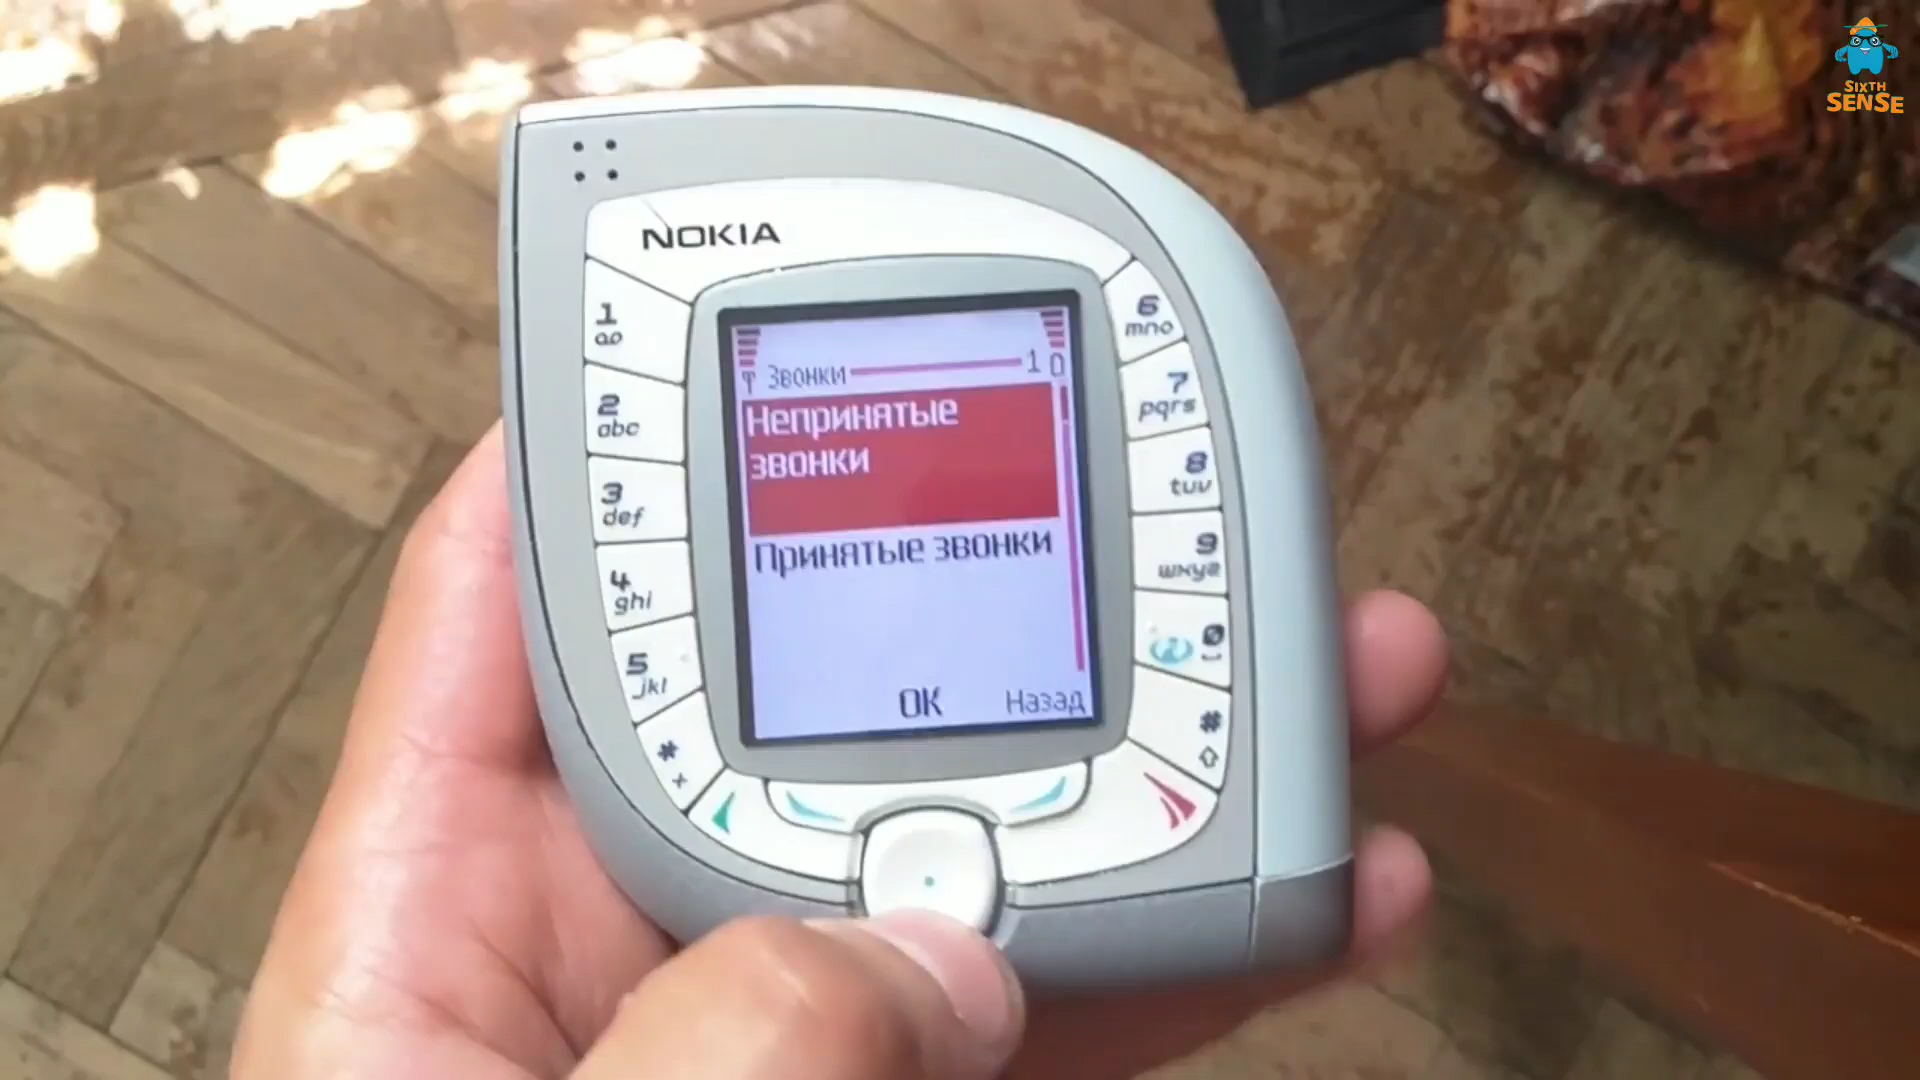 SIXTH
SENSE
NOKIA
1
ao
2
abc
3
def
4
ghi
5
jkl
*
+
6
mno
7
pqrs
8
tuv
9
wxyz
0
#
Звонки 1
Непринятые
звонки
Принятые звонки
OK Назад